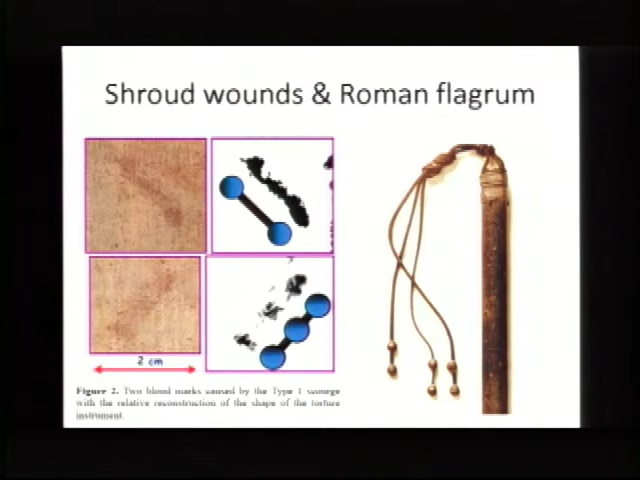 Shroud wounds & Roman flagrum
2 cm
Figure 2. Two blood marks caused by the Type 1 scourge
with the relative reconstruction of the shape of the torture
instrument.